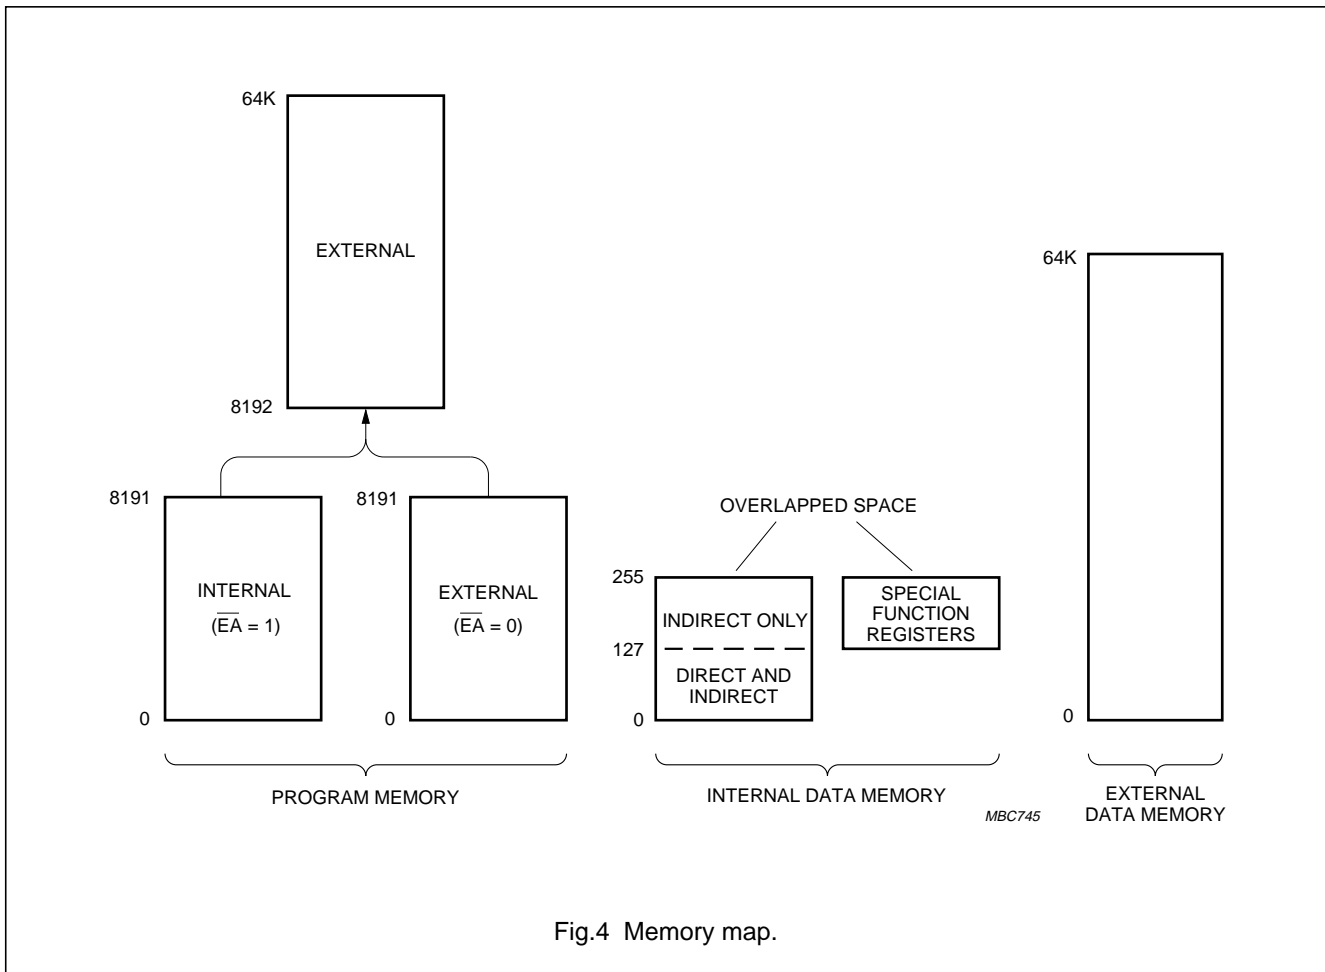 64K
EXTERNAL
8192
8191
INTERNAL
(E̅A̅ = 1)
0
8191
EXTERNAL
(E̅A̅ = 0)
0
PROGRAM MEMORY
OVERLAPPED SPACE
255
INDIRECT ONLY
127
DIRECT AND
INDIRECT
0
SPECIAL
FUNCTION
REGISTERS
INTERNAL DATA MEMORY
64K
0
EXTERNAL
DATA MEMORY
MBC745
Fig.4 Memory map.